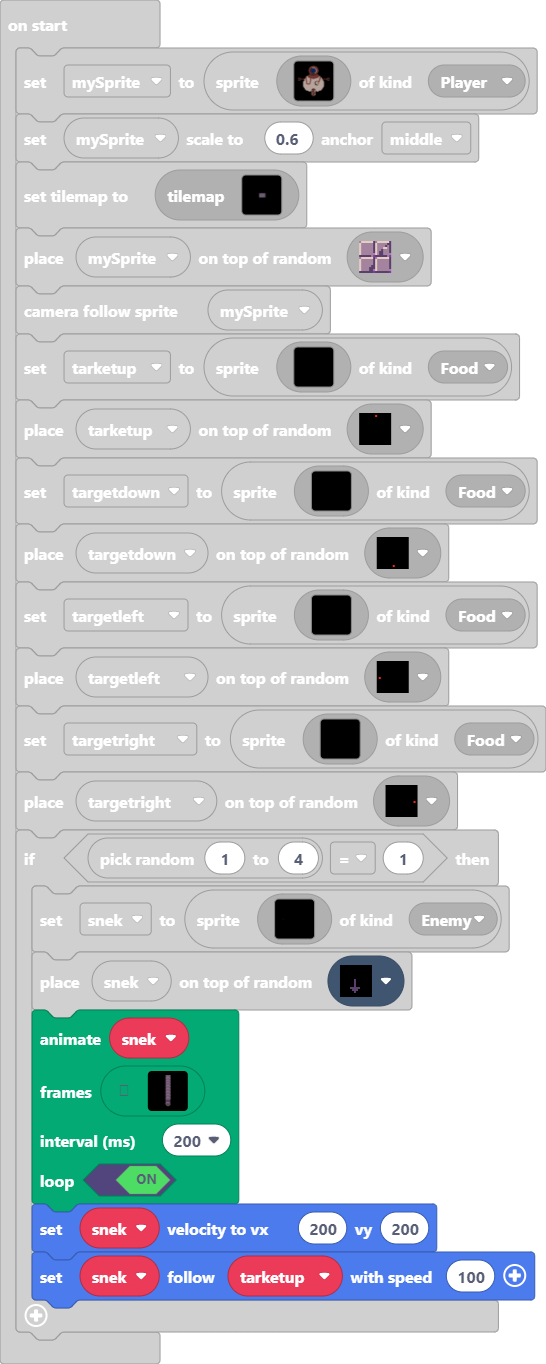 on start
set mySprite to sprite of kind Player
set mySprite scale to 0.6 anchor middle
set tilemap to tilemap
place mySprite on top of random
camera follow sprite mySprite
set tarketup to sprite of kind Food
place tarketup on top of random
set targetdown to sprite of kind Food
place targetdown on top of random
set targetleft to sprite of kind Food
place targetleft on top of random
set targetright to sprite of kind Food
place targetright on top of random
if pick random 1 to 4 = 1 then
set snek to sprite of kind Enemy
place snek on top of random
animate snek
frames
interval (ms) 200
loop ON
set snek velocity to vx 200 vy 200
set snek follow tarketup with speed 100